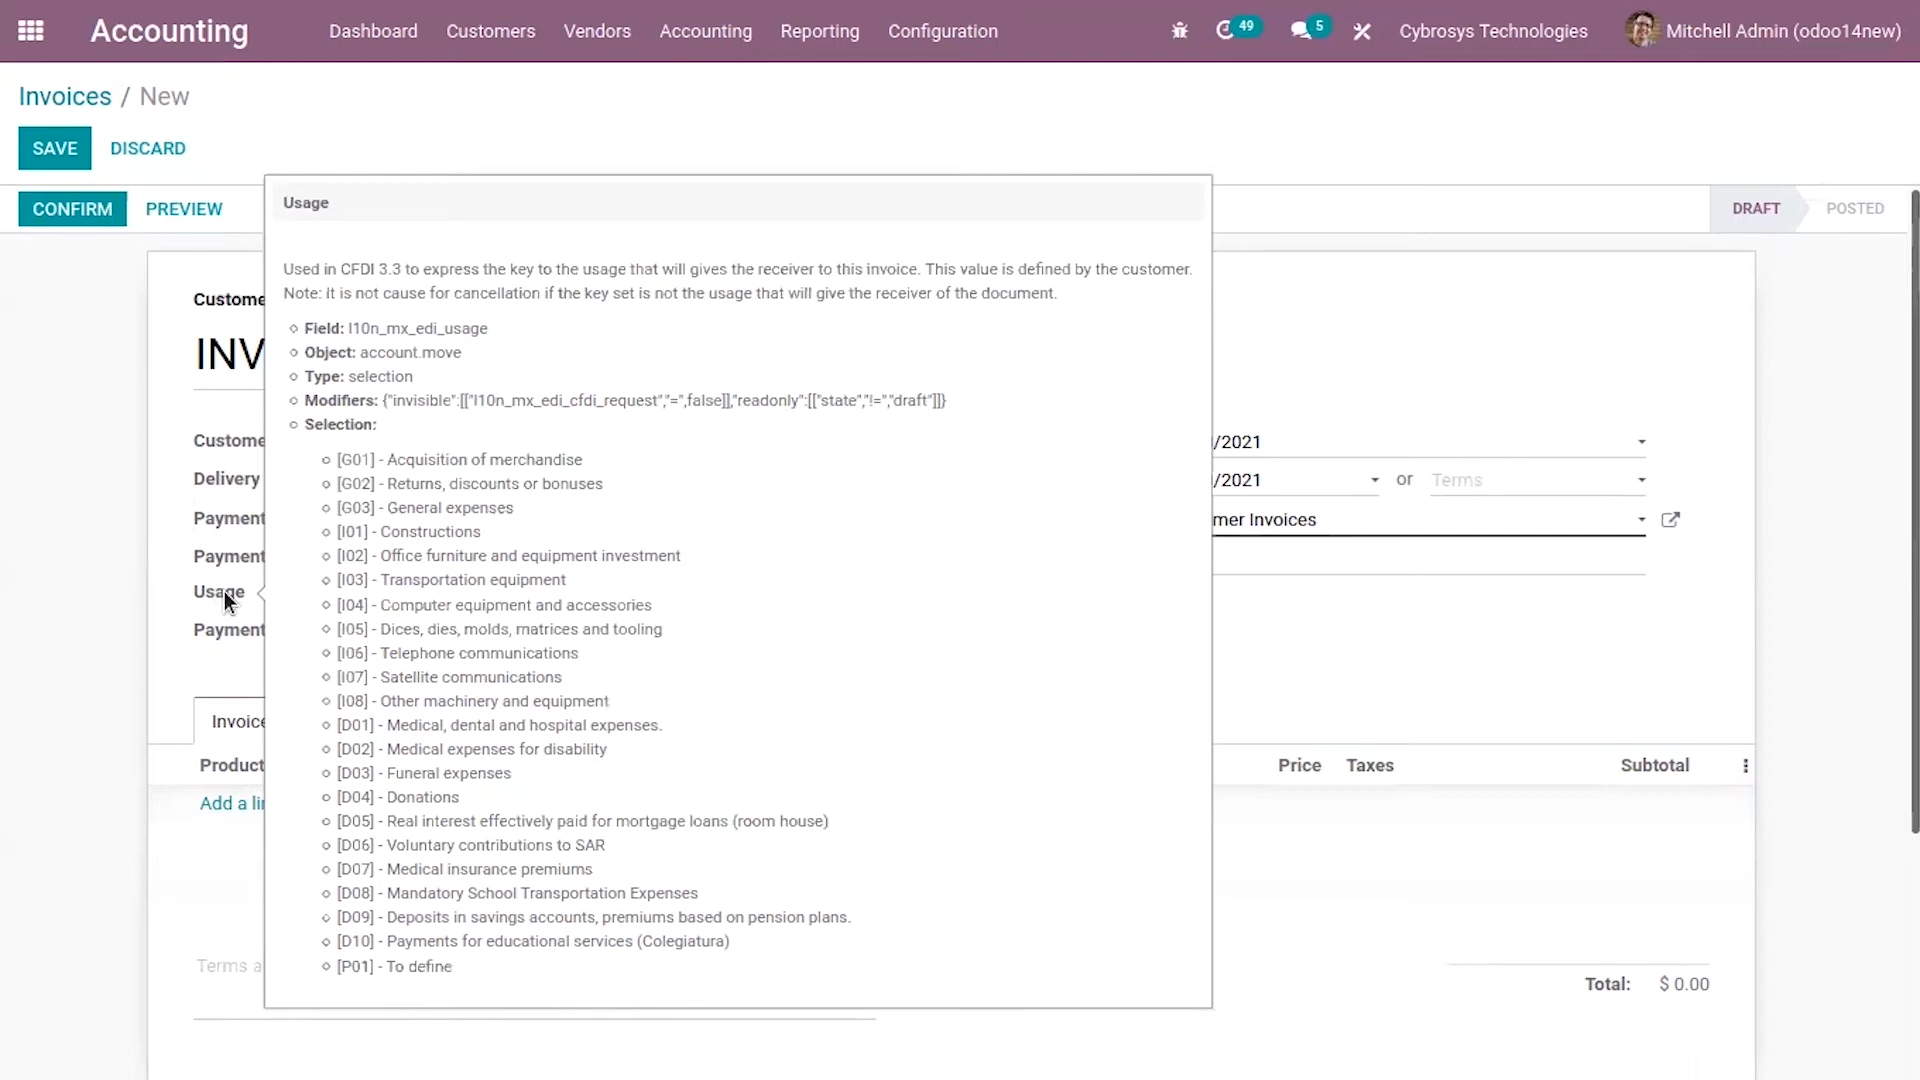 Accounting Dashboard Customers Vendors Accounting Reporting Configuration 49 5 Cybrosys Technologies Mitchell Admin (odoo14new)
Invoices / New
SAVE DISCARD
CONFIRM PREVIEW DRAFT POSTED
Usage
Used in CFDI 3.3 to express the key to the usage that will gives the receiver to this invoice. This value is defined by the customer.
Note: It is not cause for cancellation if the key set is not the usage that will give the receiver of the document.
Field: l10n_mx_edi_usage
Object: account.move
Type: selection
Modifiers: {"invisible":[["l10n_mx_edi_cfdi_request","=",false]],"readonly":[["state","!=","draft"]]}
Selection:
[G01] - Acquisition of merchandise
[G02] - Returns, discounts or bonuses
[G03] - General expenses
[I01] - Constructions
[I02] - Office furniture and equipment investment
[I03] - Transportation equipment
[I04] - Computer equipment and accessories
[I05] - Dices, dies, molds, matrices and tooling
[I06] - Telephone communications
[I07] - Satellite communications
[I08] - Other machinery and equipment
[D01] - Medical, dental and hospital expenses.
[D02] - Medical expenses for disability
[D03] - Funeral expenses
[D04] - Donations
[D05] - Real interest effectively paid for mortgage loans (room house)
[D06] - Voluntary contributions to SAR
[D07] - Medical insurance premiums
[D08] - Mandatory School Transportation Expenses
[D09] - Deposits in savings accounts, premiums based on pension plans.
[D10] - Payments for educational services (Colegiatura)
[P01] - To define
Custome
INV
Custome /2021
Delivery /2021 or Terms
Payment mer Invoices
Payment
Usage
Payment
Invoice
Product Price Taxes Subtotal
Add a li
Terms a
Total: $ 0.00